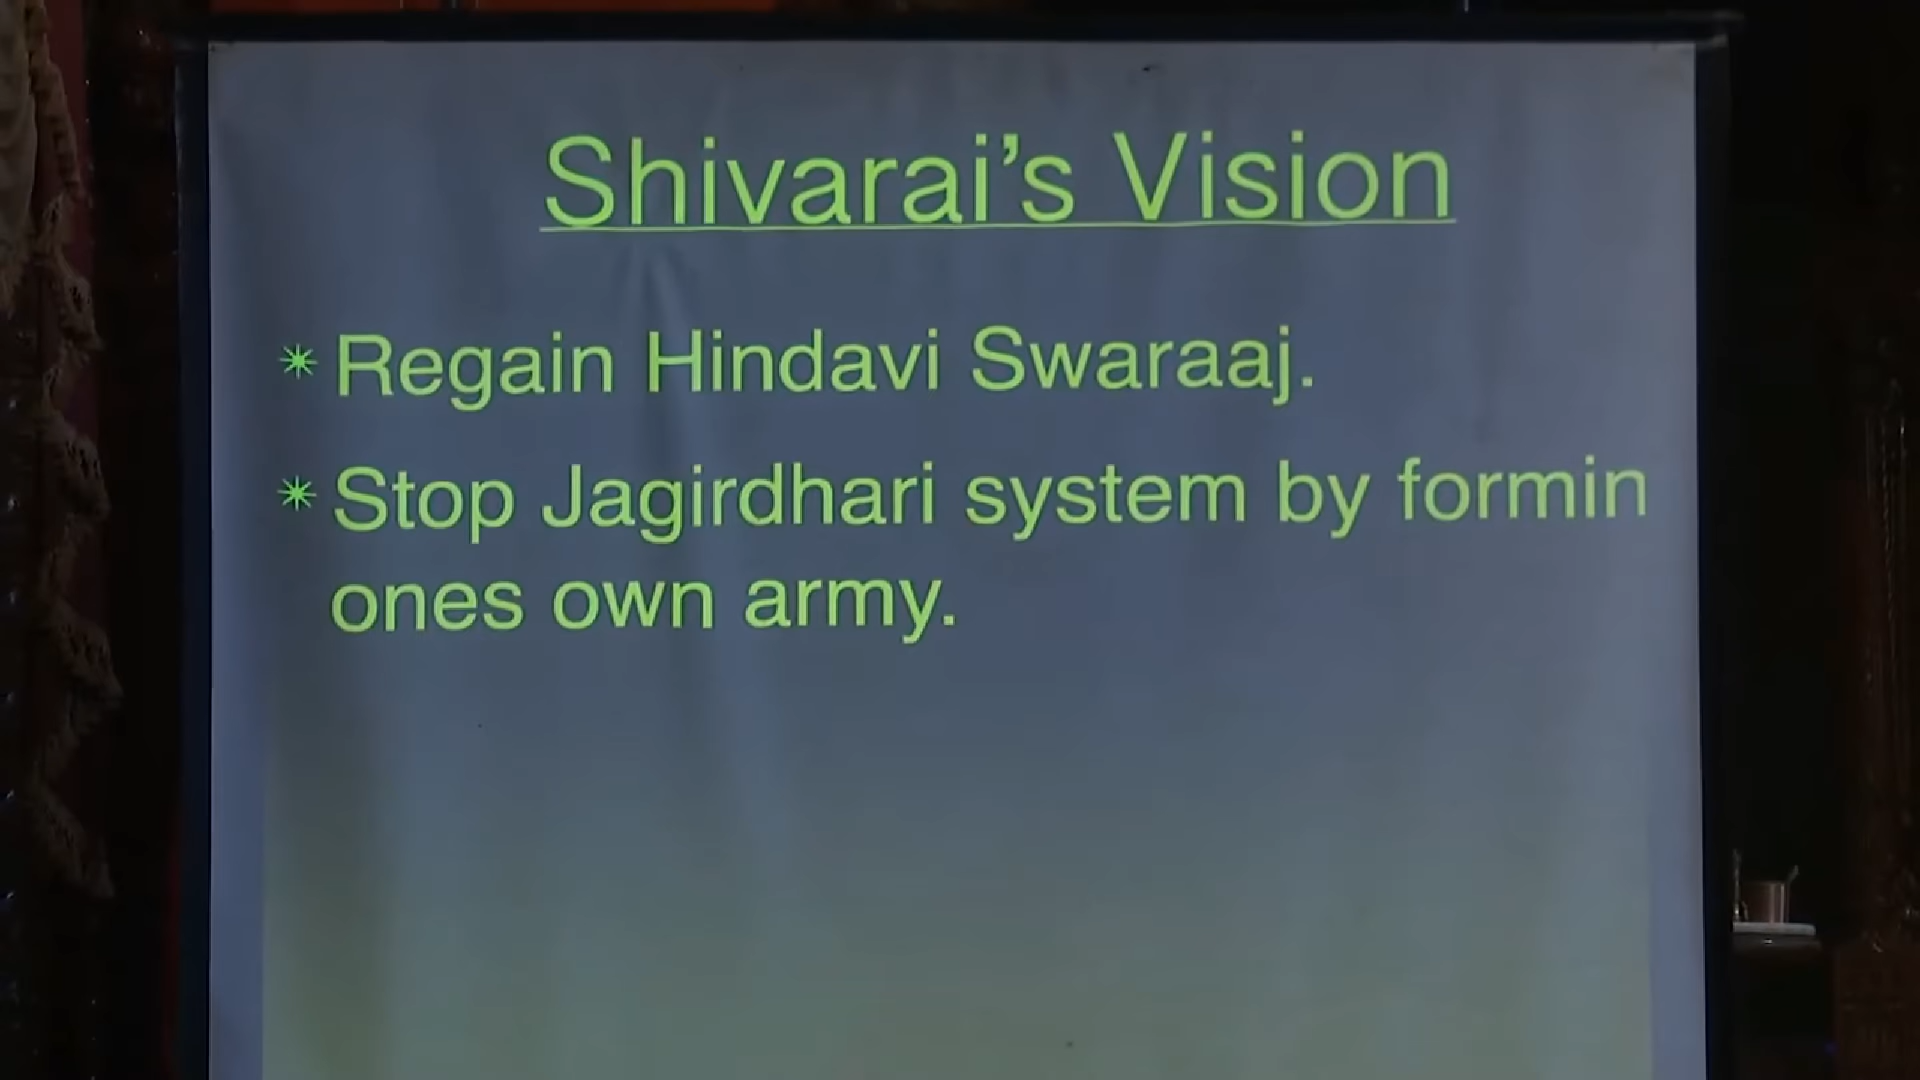 Shivarai's Vision
* Regain Hindavi Swaraaj.
* Stop Jagirdhari system by formin
ones own army.